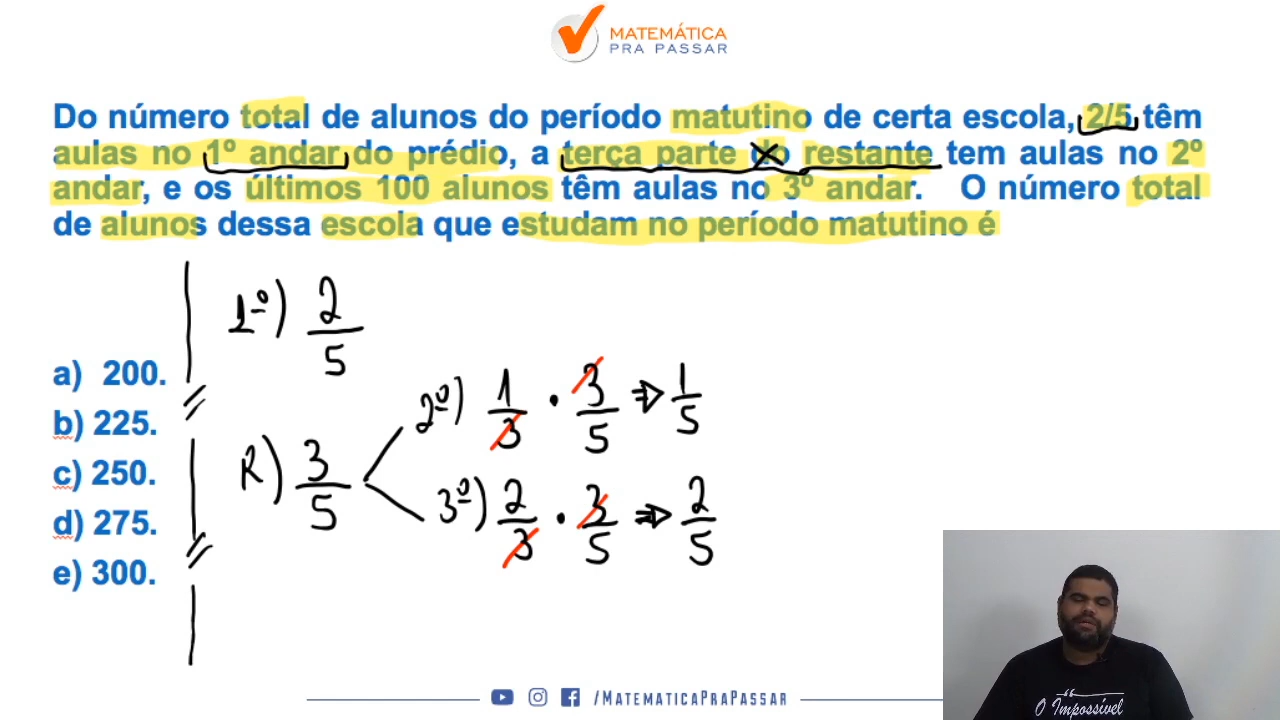 MATEMÁTICA
PRA PASSAR
Do número total de alunos do período matutino de certa escola, 2/5 têm
aulas no 1º andar do prédio, a terça parte do restante tem aulas no 2º
andar, e os últimos 100 alunos têm aulas no 3º andar. O número total
de alunos dessa escola que estudam no período matutino é
1º) 2/5
a) 200.
b) 225.
c) 250.
d) 275.
e) 300.
R) 3/5
2º) 1/3 · 3/5 ⇒ 1/5
3º) 2/3 · 3/5 ⇒ 2/5
O Impossível
/MATEMATICAPRAPASSAR